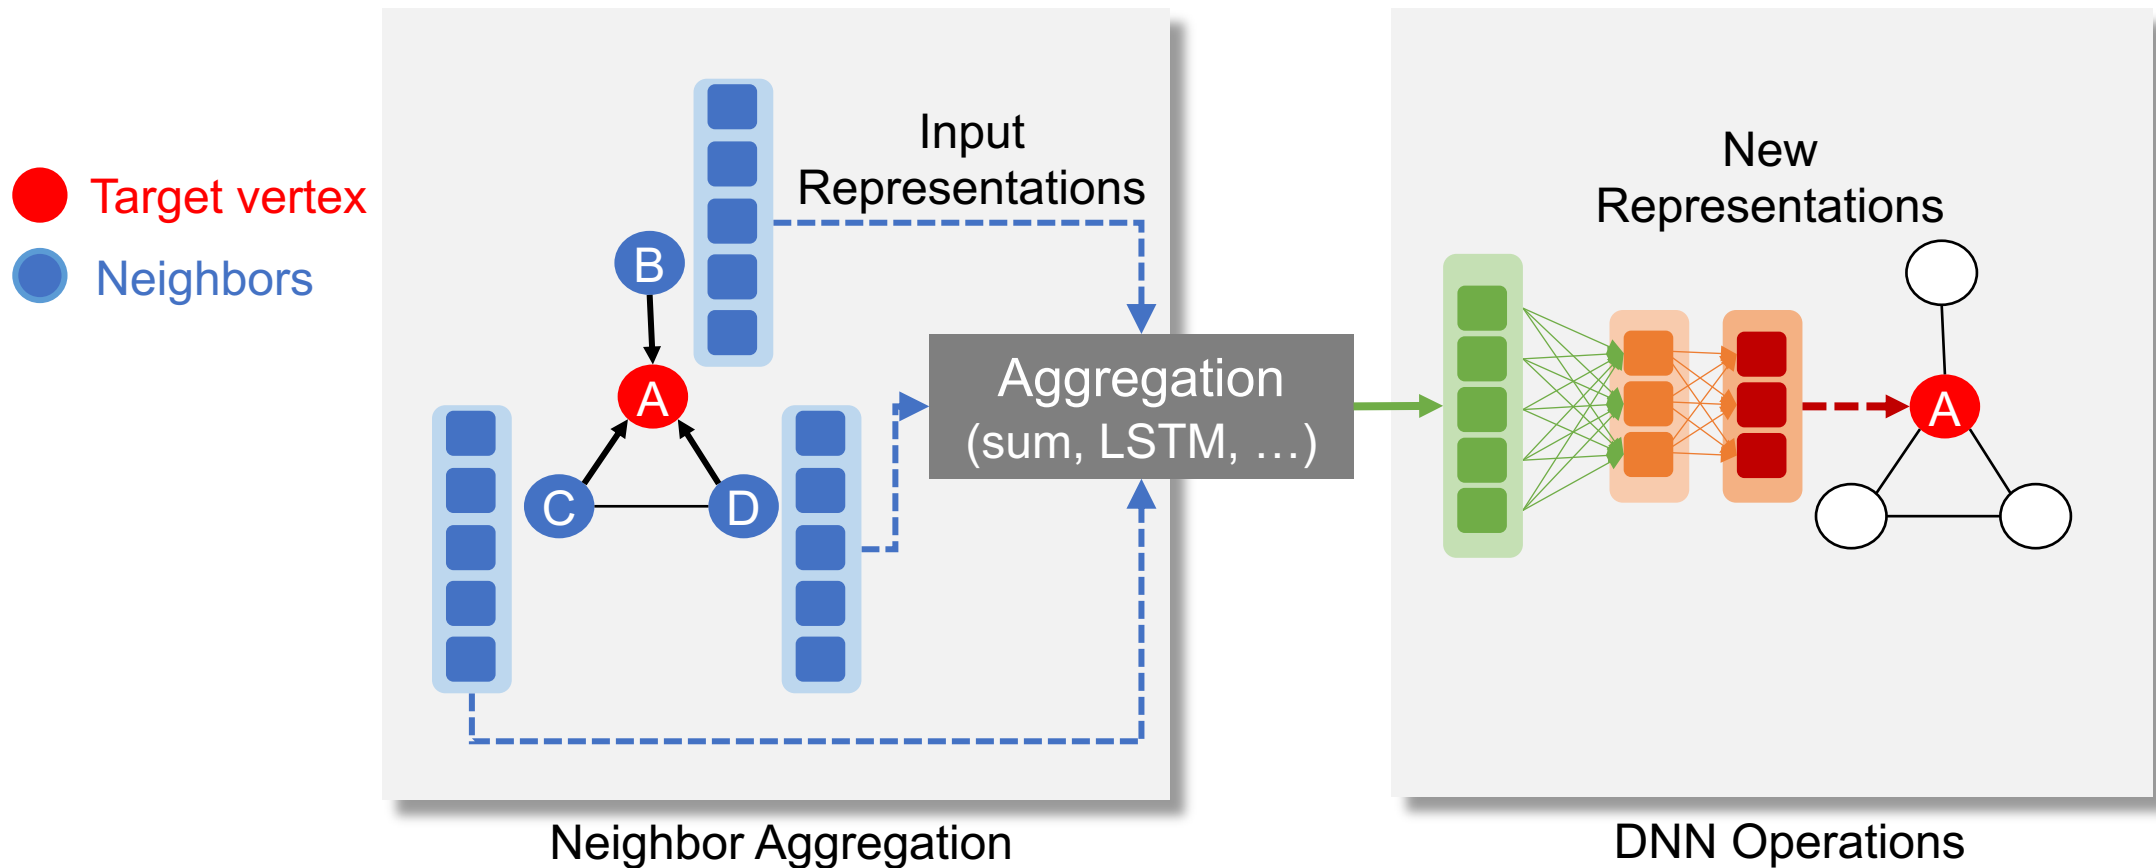 Target vertex
Neighbors
Input
Representations
B
A
C
D
Aggregation
(sum, LSTM, …)
Neighbor Aggregation
New
Representations
A
DNN Operations